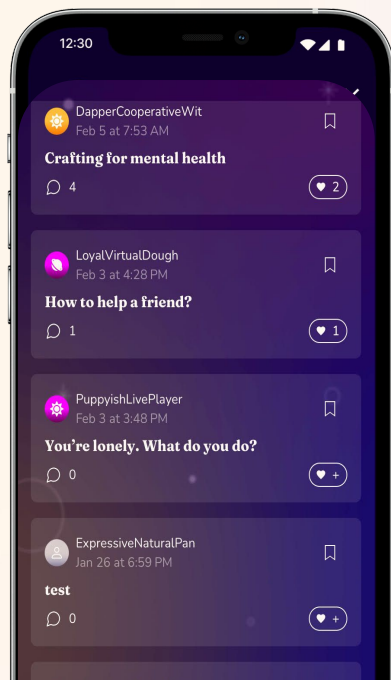 12:30
DapperCooperativeWit
Feb 5 at 7:53 AM
Crafting for mental health
4
2
LoyalVirtualDough
Feb 3 at 4:28 PM
How to help a friend?
1
1
PuppyishLivePlayer
Feb 3 at 3:48 PM
You’re lonely. What do you do?
0
+
ExpressiveNaturalPan
Jan 26 at 6:59 PM
test
0
+